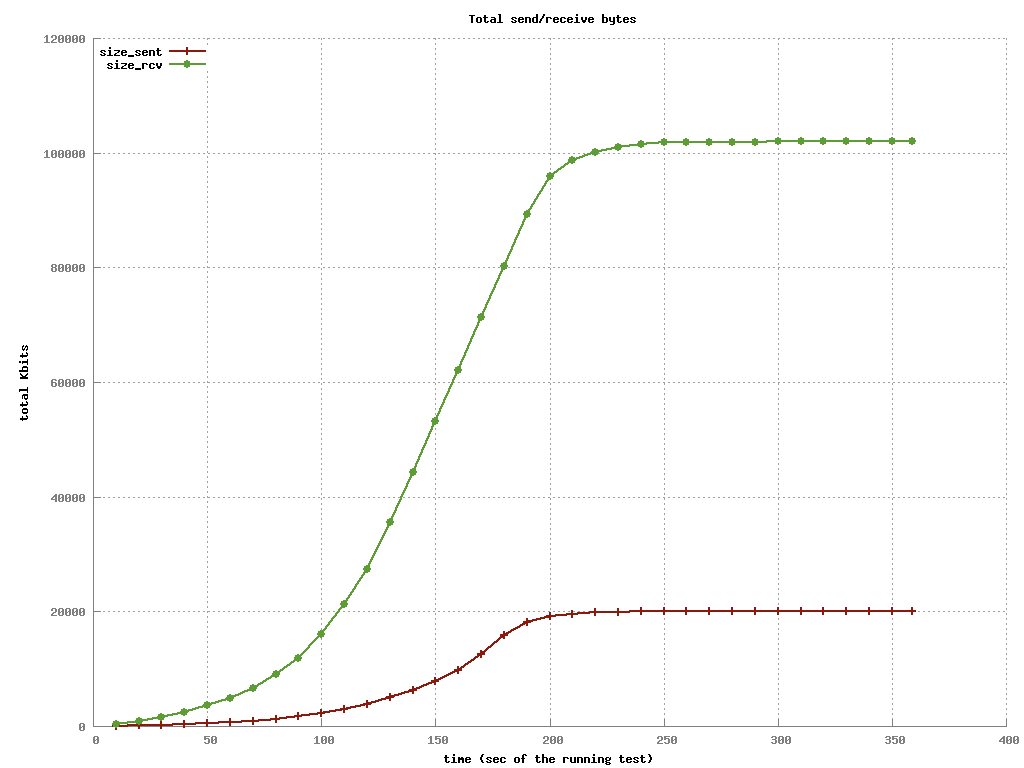 Total send/receive bytes
120000
size_sent
size_rcv
100000
80000
60000
total Kbits
40000
20000
0
0 50 100 150 200 250 300 350 400
time (sec of the running test)